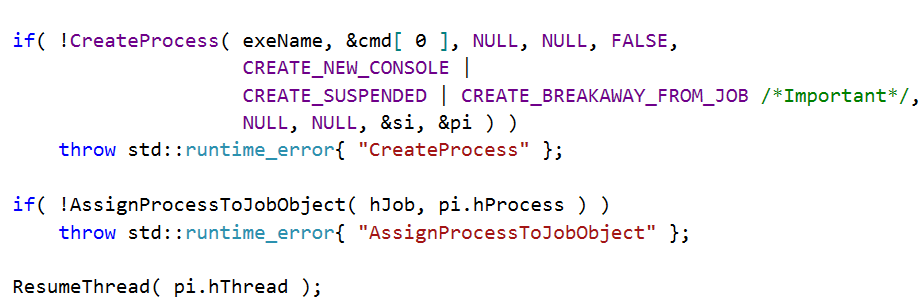 if( !CreateProcess( exeName, &cmd[ 0 ], NULL, NULL, FALSE,
CREATE_NEW_CONSOLE |
CREATE_SUSPENDED | CREATE_BREAKAWAY_FROM_JOB /*Important*/,
NULL, NULL, &si, &pi ) )
throw std::runtime_error{ "CreateProcess" };
if( !AssignProcessToJobObject( hJob, pi.hProcess ) )
throw std::runtime_error{ "AssignProcessToJobObject" };
ResumeThread( pi.hThread );